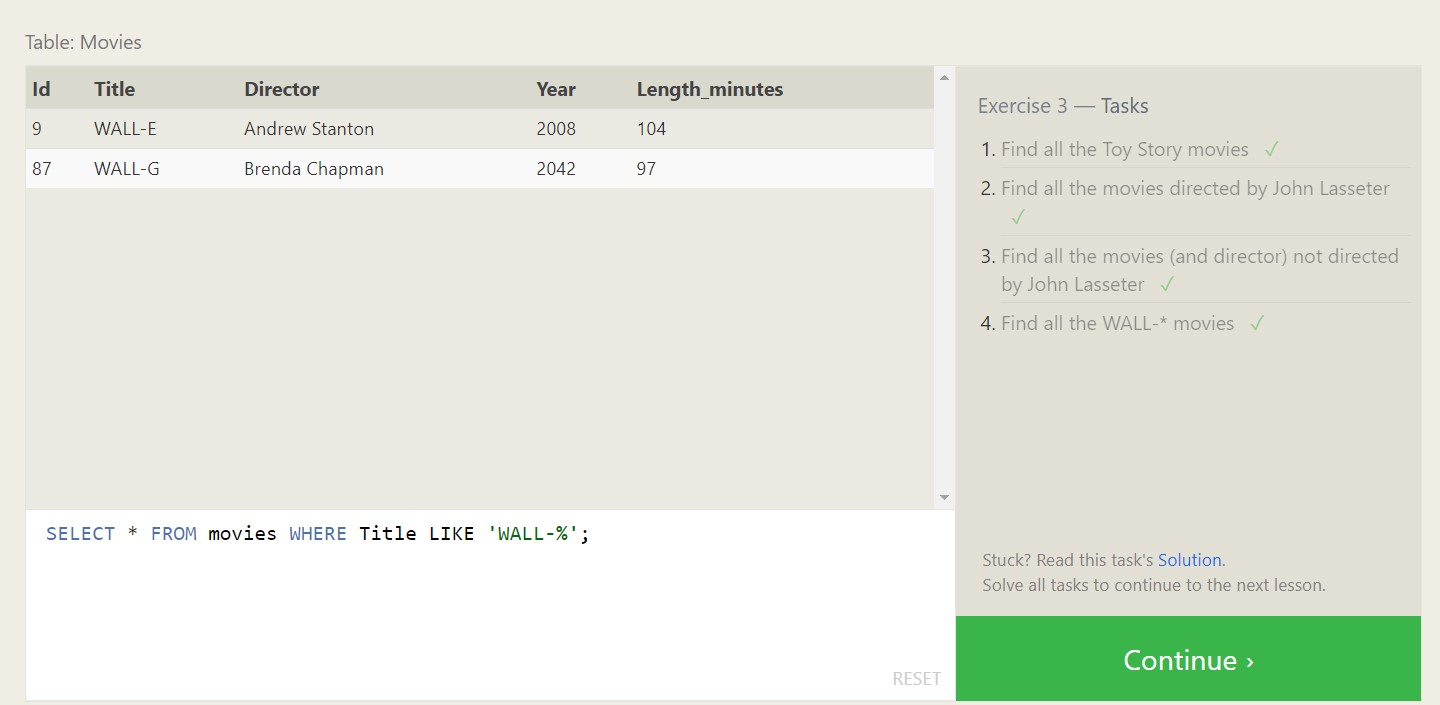 Table: Movies
Id Title Director Year Length_minutes
9 WALL-E Andrew Stanton 2008 104
87 WALL-G Brenda Chapman 2042 97
SELECT * FROM movies WHERE Title LIKE 'WALL-%';
RESET
Exercise 3 — Tasks
1. Find all the Toy Story movies ✓
2. Find all the movies directed by John Lasseter
✓
3. Find all the movies (and director) not directed
by John Lasseter ✓
4. Find all the WALL-* movies ✓
Stuck? Read this task's Solution.
Solve all tasks to continue to the next lesson.
Continue ›